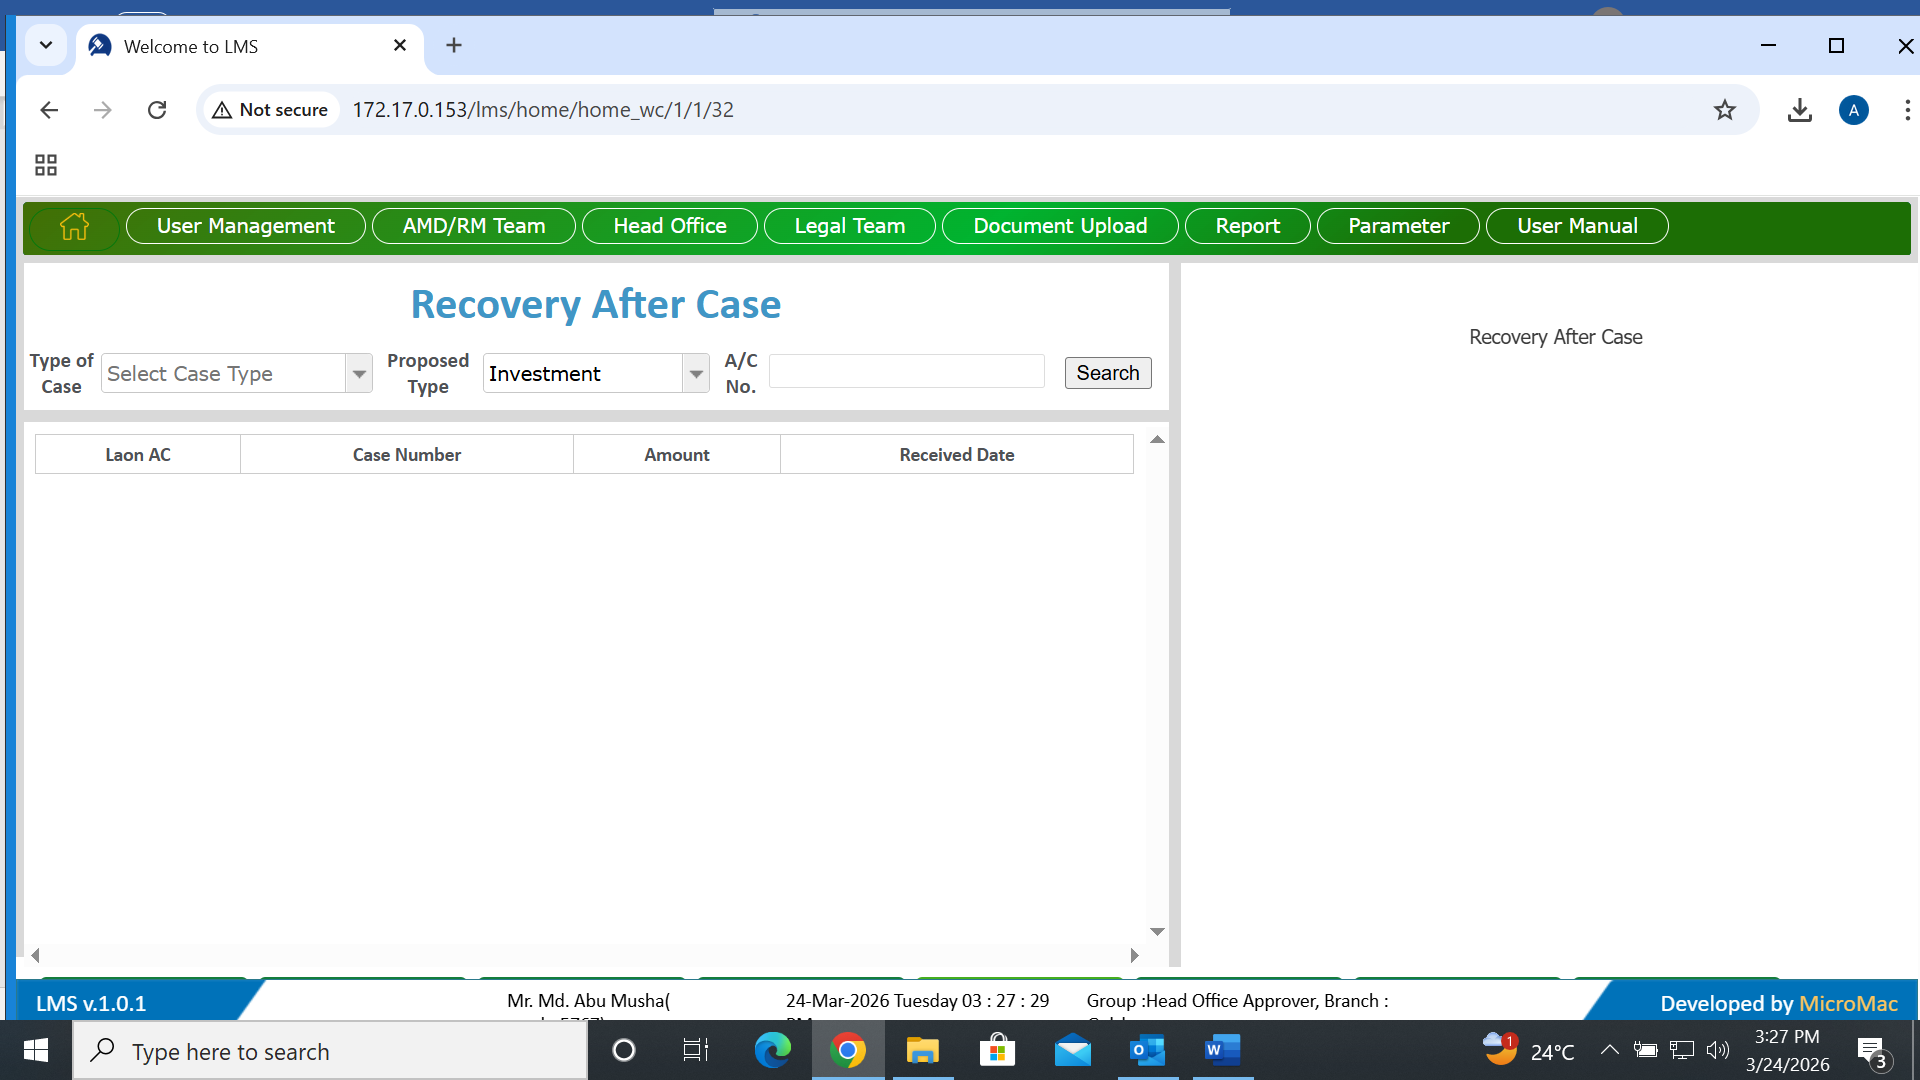 Welcome to LMS
Not secure 172.17.0.153/lms/home/home_wc/1/1/32
A
User Management AMD/RM Team Head Office Legal Team Document Upload Report Parameter User Manual
Recovery After Case
Recovery After Case
Type of Case Select Case Type Proposed Type Investment A/C No. Search
Laon AC Case Number Amount Received Date
LMS v.1.0.1 Mr. Md. Abu Musha( 24-Mar-2026 Tuesday 03 : 27 : 29 Group :Head Office Approver, Branch : Developed by MicroMac
Type here to search
1
24°C
3:27 PM
3/24/2026
3